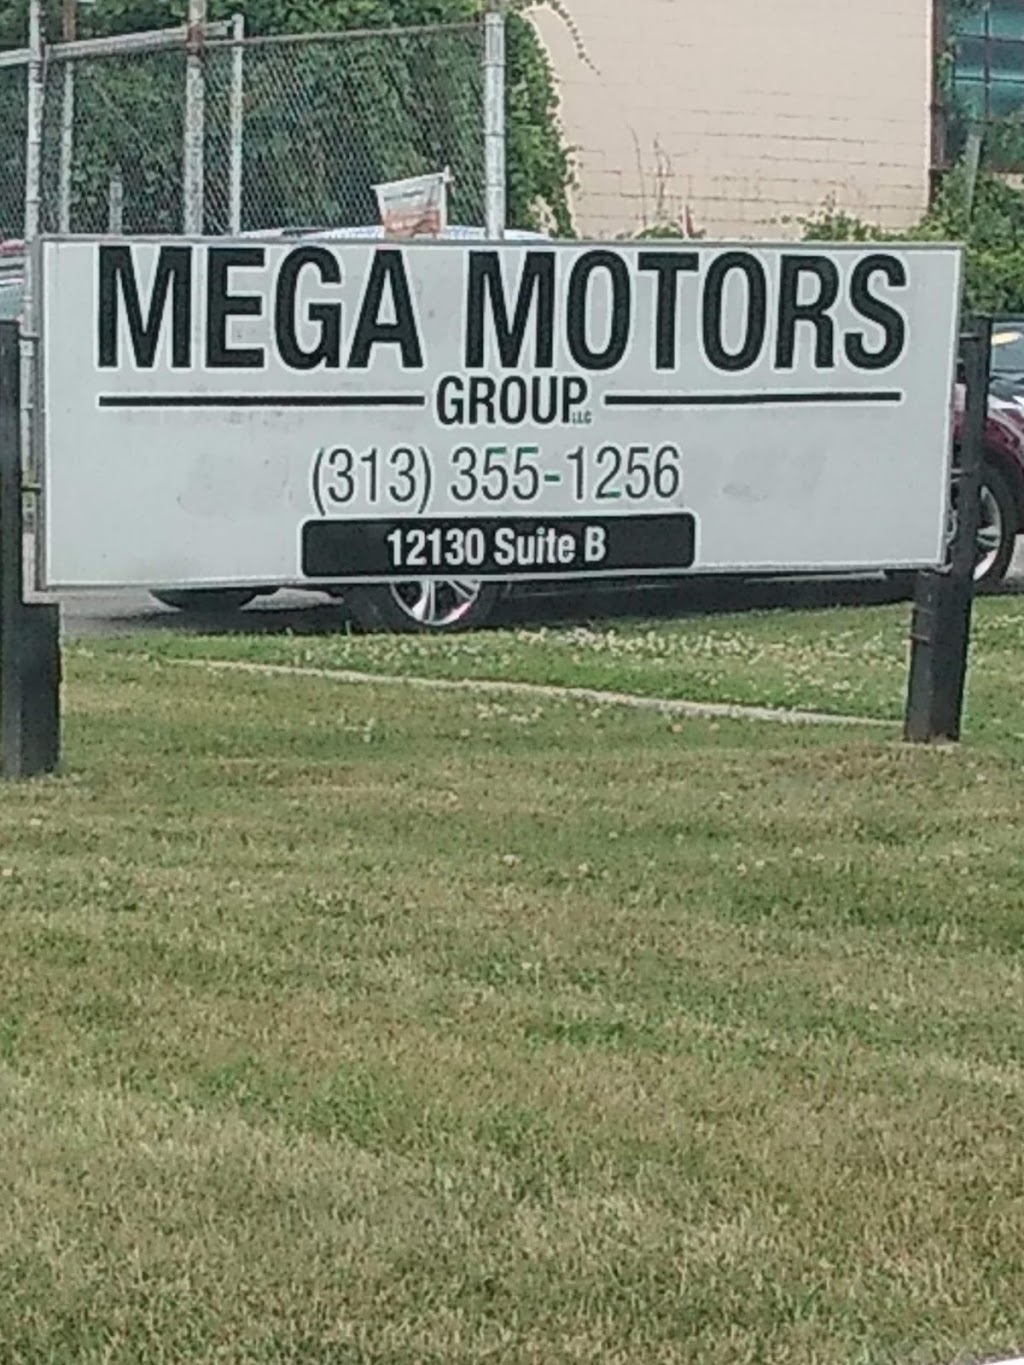 MEGA MOTORS
GROUP LLC
(313) 355-1256
12130 Suite B